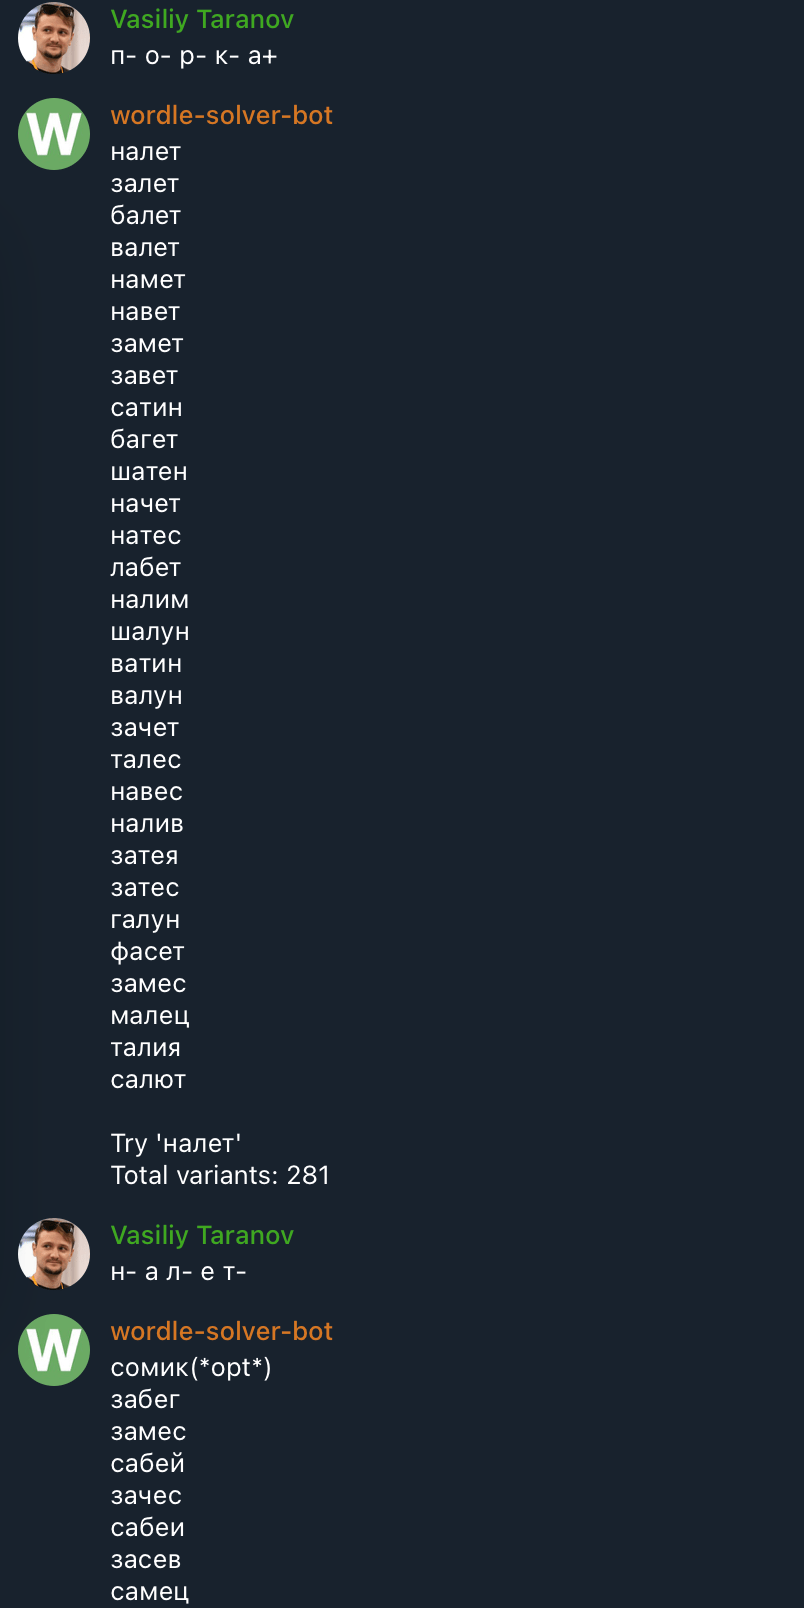 Vasiliy Taranov
п- о- р- к- а+
W
wordle-solver-bot
налет
залет
балет
валет
намет
навет
замет
завет
сатин
багет
шатен
начет
натес
лабет
налим
шалун
ватин
валун
зачет
талес
навес
налив
затея
затес
галун
фасет
замес
малец
талия
салют
Try 'налет'
Total variants: 281
Vasiliy Taranov
н- а л- е т-
W
wordle-solver-bot
сомик(*opt*)
забег
замес
сабей
зачес
сабеи
засев
самец